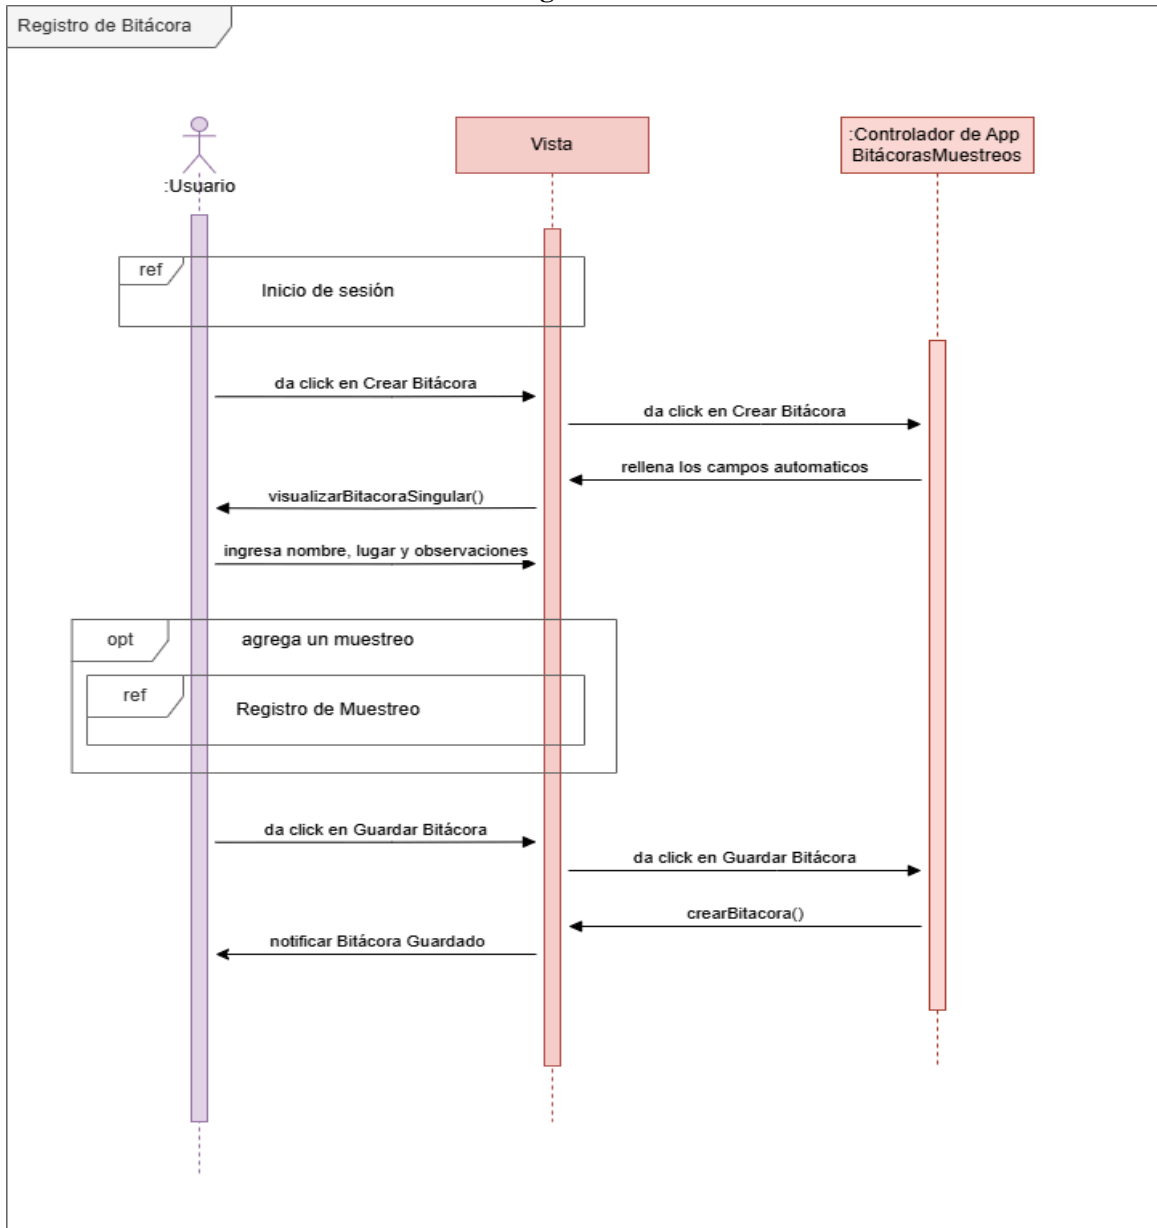 Registro de Bitácora
:Usuario
Vista
:Controlador de App
BitácorasMuestreos
ref
Inicio de sesión
da click en Crear Bitácora
da click en Crear Bitácora
rellena los campos automaticos
visualizarBitacoraSingular()
ingresa nombre, lugar y observaciones
opt
agrega un muestreo
ref
Registro de Muestreo
da click en Guardar Bitácora
da click en Guardar Bitácora
crearBitacora()
notificar Bitácora Guardado